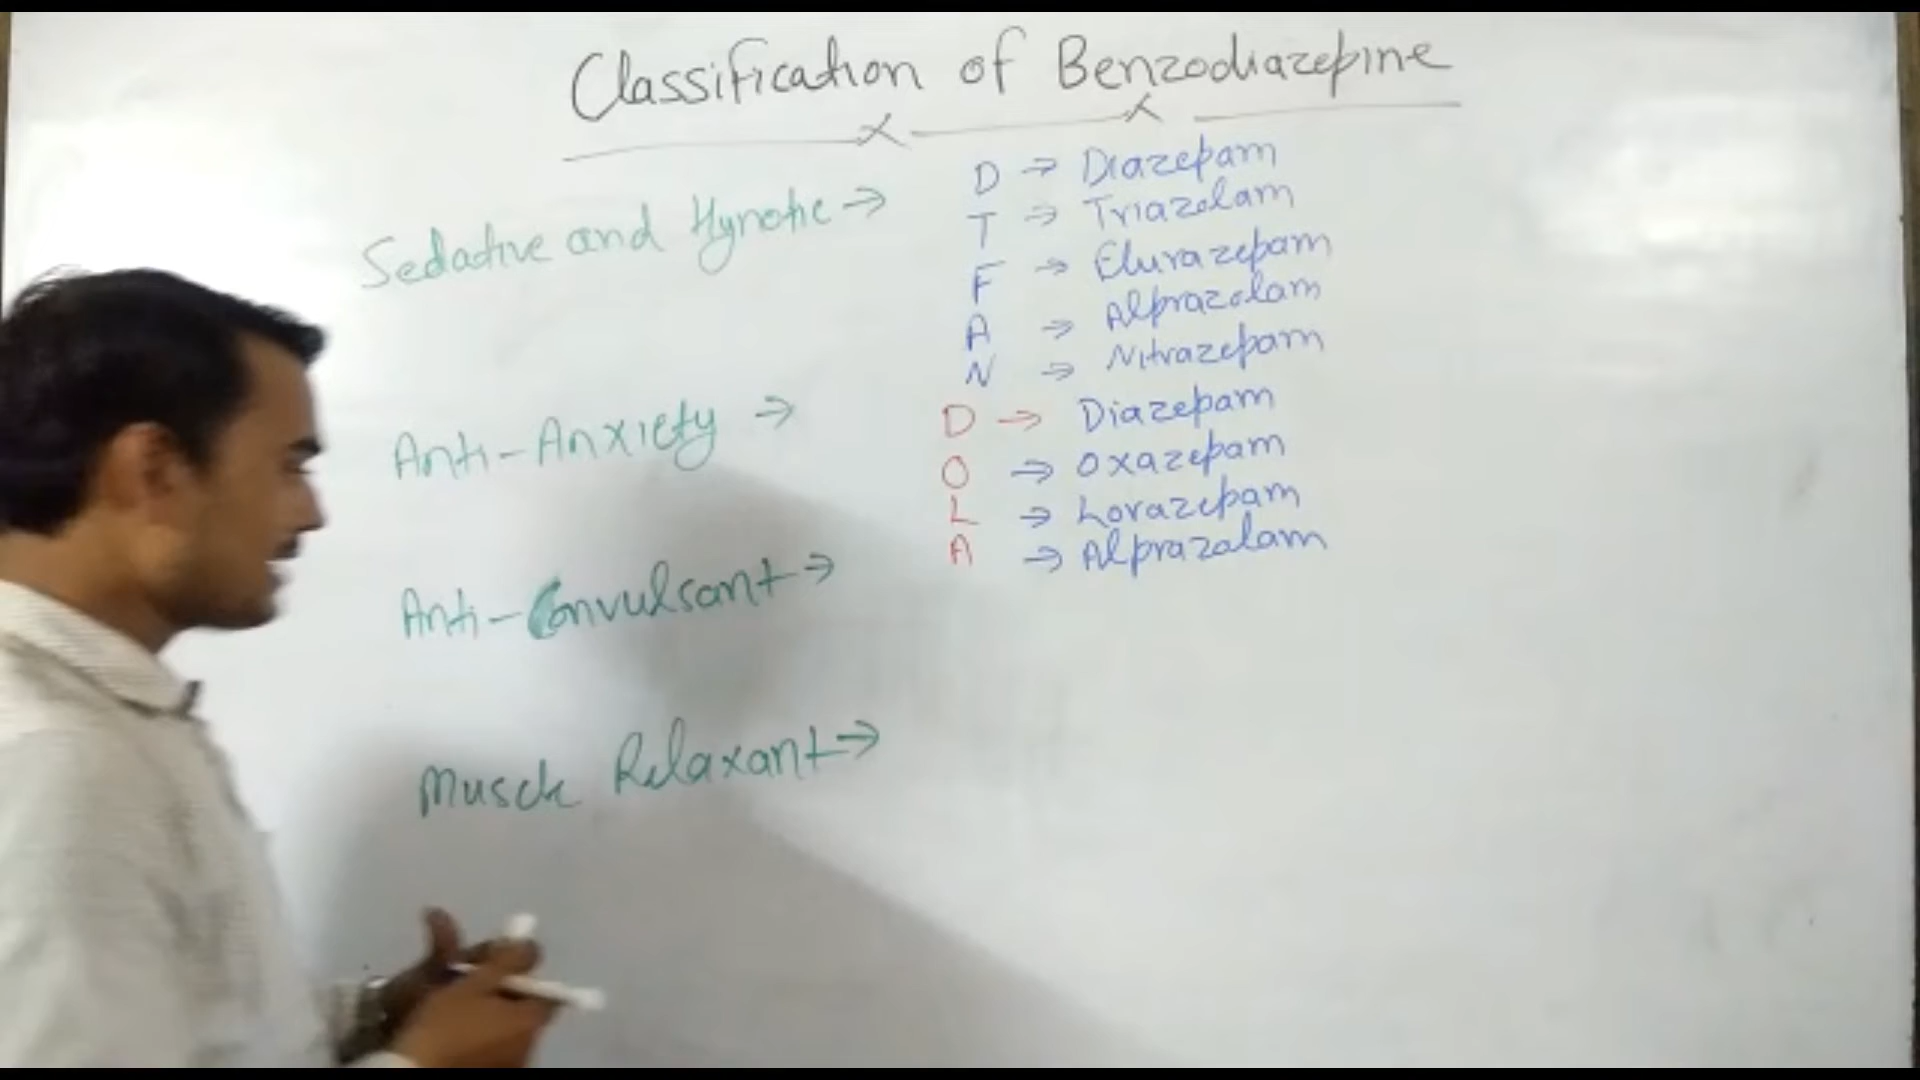 Classification of Benzodiazepine
Sedative and Hynotic → D → Diazepam
T → Triazolam
F → Flurazepam
A → Alprazolam
N → Nitrazepam
Anti-Anxiety → D → Diazepam
O → Oxazepam
L → Lorazepam
A → Alprazolam
Anti-Convulsant →
Muscle Relaxant →